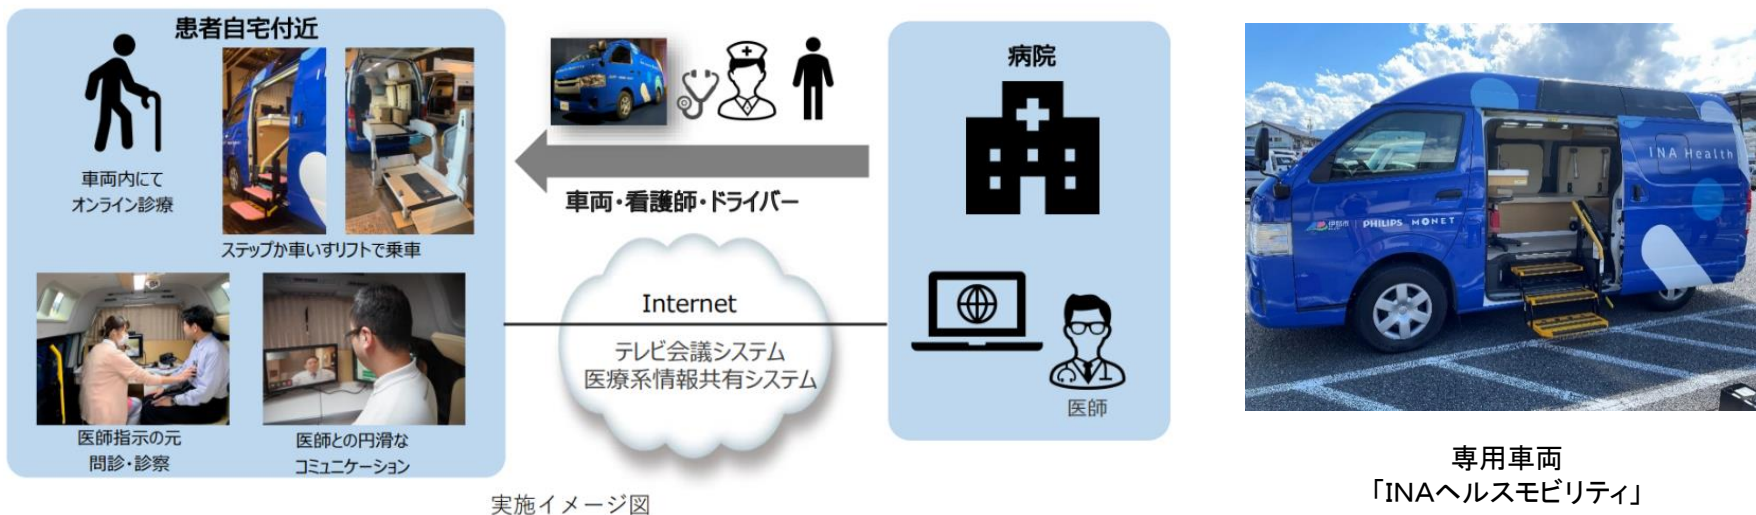 患者自宅付近
車両内にて
オンライン診療
ステップか車いすリフトで乗車
医師指示の元
問診・診察
医師との円滑な
コミュニケーション
車両・看護師・ドライバー
Internet
テレビ会議システム
医療系情報共有システム
病院
医師
実施イメージ図
INA Health
伊那市
PHILIPS MONET
専用車両
「INAヘルスモビリティ」